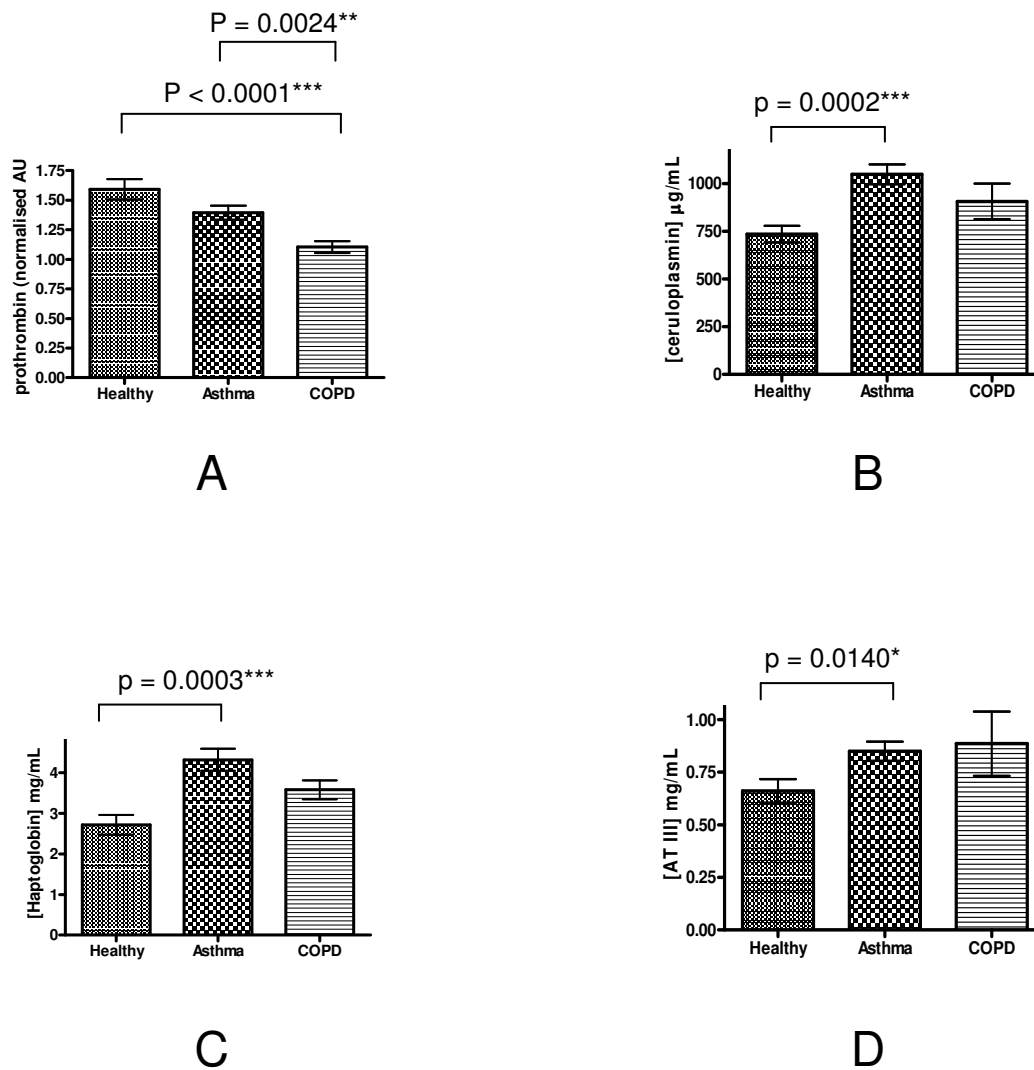 P = 0.0024**
P < 0.0001***
prothrombin (normalised AU
1.75
1.50
1.25
1.00
0.75
0.50
0.25
0.00
Healthy Asthma COPD
A
p = 0.0002***
[ceruloplasmin] µg/mL
1000
750
500
250
0
Healthy Asthma COPD
B
p = 0.0003***
[Haptoglobin] mg/mL
4
3
2
1
0
Healthy Asthma COPD
C
p = 0.0140*
[AT III] mg/mL
1.00
0.75
0.50
0.25
0.00
Healthy Asthma COPD
D